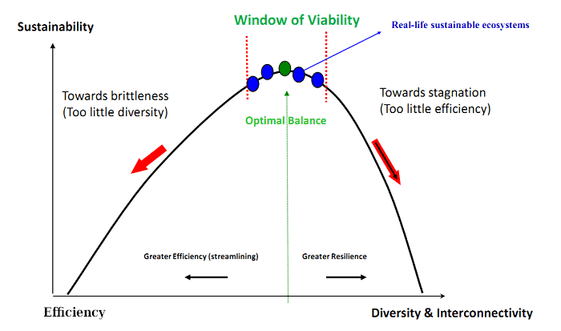 Sustainability
Window of Viability
Real-life sustainable ecosystems
Towards brittleness
(Too little diversity)
Towards stagnation
(Too little efficiency)
Optimal Balance
Greater Efficiency (streamlining)
Greater Resilience
Efficiency
Diversity & Interconnectivity